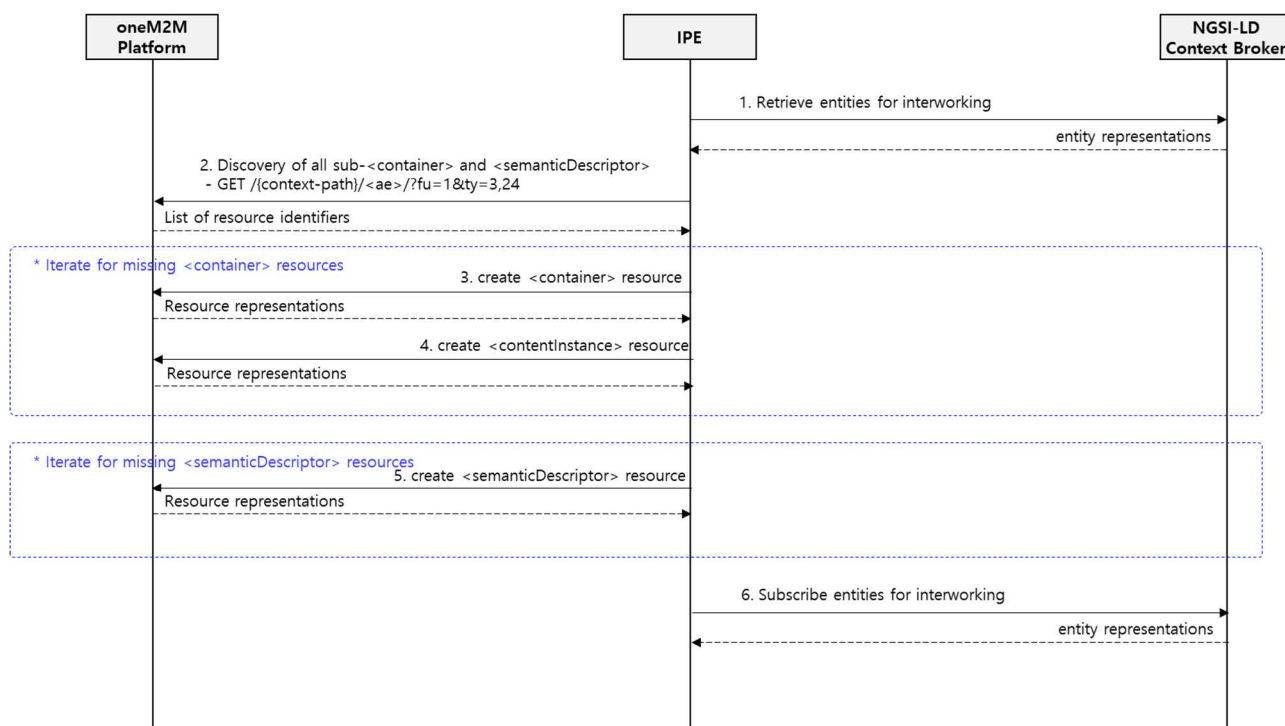 oneM2M
Platform
IPE
NGSI-LD
Context Broker
1. Retrieve entities for interworking
entity representations
2. Discovery of all sub-<container> and <semanticDescriptor>
- GET /{context-path}/<ae>/?fu=1&ty=3,24
List of resource identifiers
* Iterate for missing <container> resources
3. create <container> resource
Resource representations
4. create <contentInstance> resource
Resource representations
* Iterate for missing <semanticDescriptor> resources
5. create <semanticDescriptor> resource
Resource representations
6. Subscribe entities for interworking
entity representations